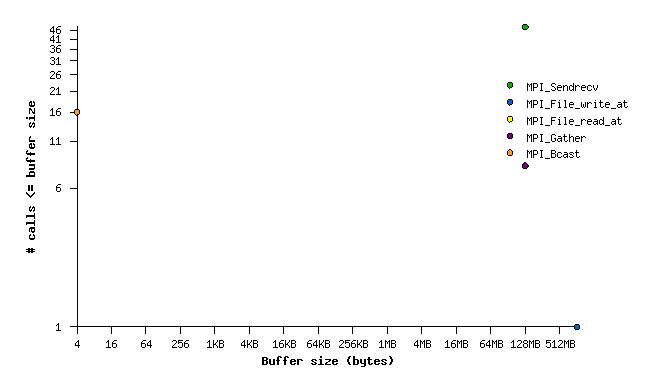 46
41
36
31
26
21
16
11
6
1
# calls <= buffer size
MPI_Sendrecv
MPI_File_write_at
MPI_File_read_at
MPI_Gather
MPI_Bcast
4 16 64 256 1KB 4KB 16KB 64KB 256KB 1MB 4MB 16MB 64MB 128MB 512MB
Buffer size (bytes)